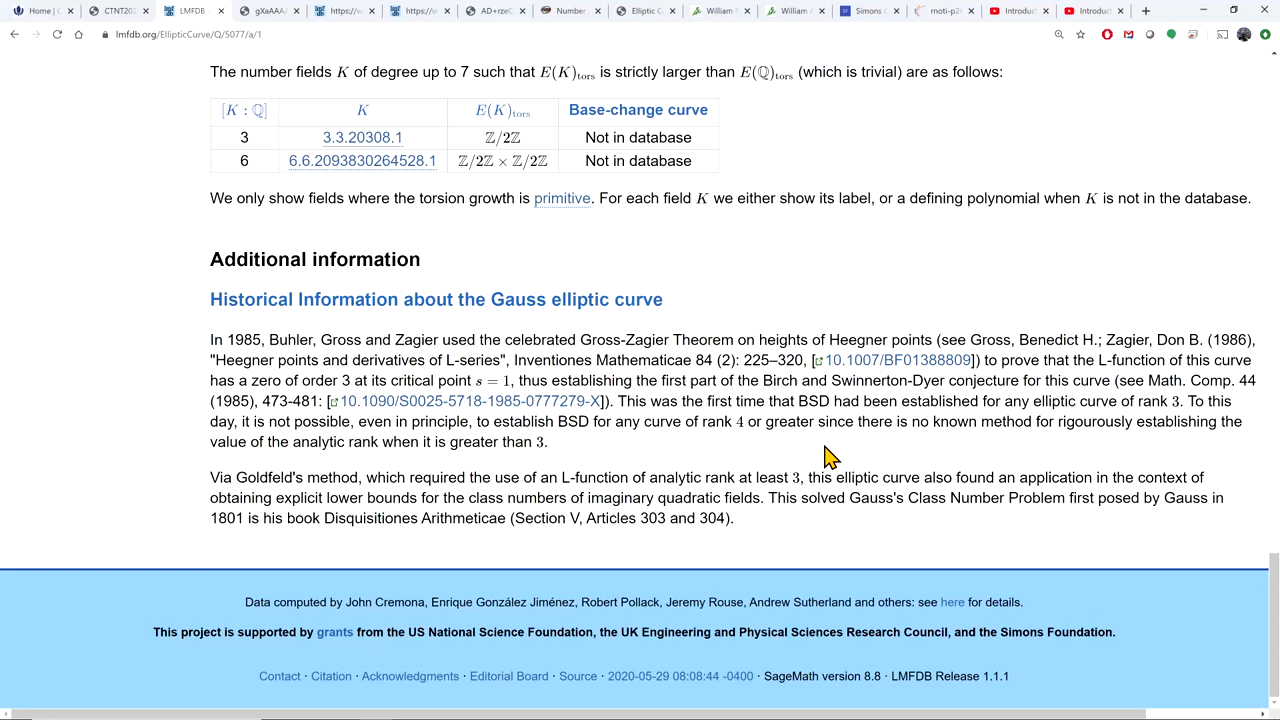 Home | C
CTNT202
LMFDB
gXaAAA
https://w
https://w
AD+rzeC
Number
Elliptic C
William S
William A
Simons C
moti-p2A
Introduct
Introduct
lmfdb.org/EllipticCurve/Q/5077/a/1
The number fields K of degree up to 7 such that E(K)tors is strictly larger than E(ℚ)tors (which is trivial) are as follows:
[K : ℚ] K E(K)tors Base-change curve
3 3.3.20308.1 ℤ/2ℤ Not in database
6 6.6.2093830264528.1 ℤ/2ℤ × ℤ/2ℤ Not in database
We only show fields where the torsion growth is primitive. For each field K we either show its label, or a defining polynomial when K is not in the database.
Additional information
Historical Information about the Gauss elliptic curve
In 1985, Buhler, Gross and Zagier used the celebrated Gross-Zagier Theorem on heights of Heegner points (see Gross, Benedict H.; Zagier, Don B. (1986),
"Heegner points and derivatives of L-series", Inventiones Mathematicae 84 (2): 225–320, [10.1007/BF01388809]) to prove that the L-function of this curve
has a zero of order 3 at its critical point s = 1, thus establishing the first part of the Birch and Swinnerton-Dyer conjecture for this curve (see Math. Comp. 44
(1985), 473-481: [10.1090/S0025-5718-1985-0777279-X]). This was the first time that BSD had been established for any elliptic curve of rank 3. To this
day, it is not possible, even in principle, to establish BSD for any curve of rank 4 or greater since there is no known method for rigourously establishing the
value of the analytic rank when it is greater than 3.
Via Goldfeld's method, which required the use of an L-function of analytic rank at least 3, this elliptic curve also found an application in the context of
obtaining explicit lower bounds for the class numbers of imaginary quadratic fields. This solved Gauss's Class Number Problem first posed by Gauss in
1801 is his book Disquisitiones Arithmeticae (Section V, Articles 303 and 304).
Data computed by John Cremona, Enrique González Jiménez, Robert Pollack, Jeremy Rouse, Andrew Sutherland and others: see here for details.
This project is supported by grants from the US National Science Foundation, the UK Engineering and Physical Sciences Research Council, and the Simons Foundation.
Contact · Citation · Acknowledgments · Editorial Board · Source · 2020-05-29 08:08:44 -0400 · SageMath version 8.8 · LMFDB Release 1.1.1